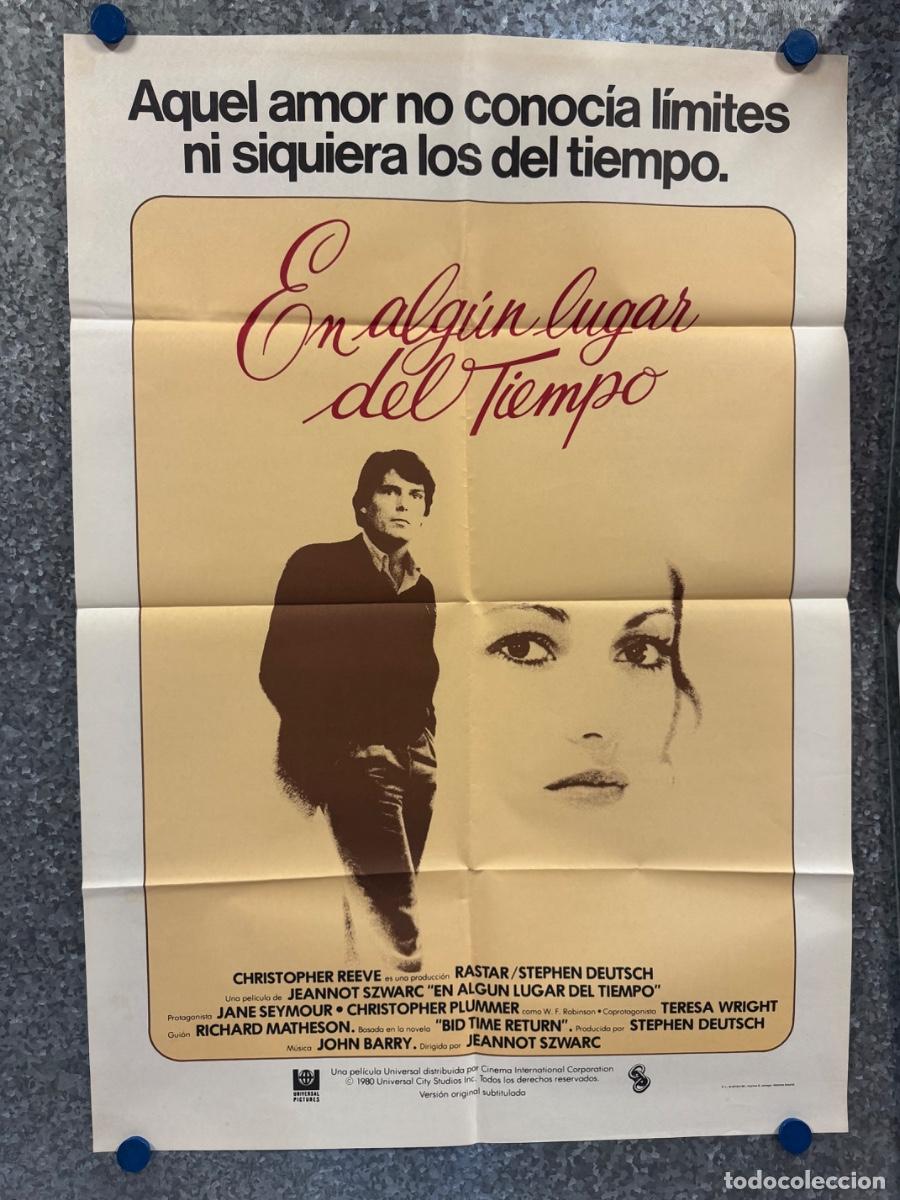 Aquel amor no conocía límites
ni siquiera los del tiempo.
En algún lugar
del Tiempo
CHRISTOPHER REEVE es una producción RASTAR/STEPHEN DEUTSCH
Una película de JEANNOT SZWARC "EN ALGUN LUGAR DEL TIEMPO"
Protagonista JANE SEYMOUR • CHRISTOPHER PLUMMER como W. F. Robinson • Coprotagonista TERESA WRIGHT
Guión RICHARD MATHESON. Basada en la novela "BID TIME RETURN". Producida por STEPHEN DEUTSCH
Música JOHN BARRY. Dirigida por JEANNOT SZWARC
Una película Universal distribuida por Cinema International Corporation
© 1980 Universal City Studios Inc. Todos los derechos reservados.
Versión original subtitulada
UNIVERSAL
PICTURES
todocoleccion